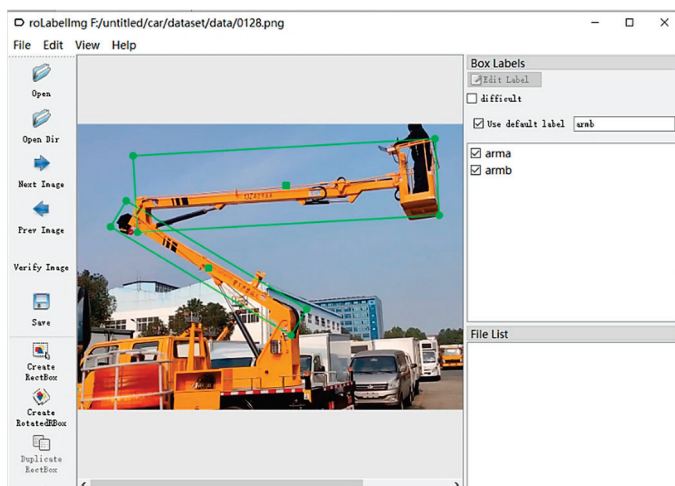 roLabelImg F:/untitled/car/dataset/data/0128.png
File Edit View Help
Open
Open Dir
Next Image
Prev Image
Verify Image
Save
Create
RectBox
Create
RotatedRBox
Duplicate
RectBox
Box Labels
Edit Label
difficult
Use default label armb
arma
armb
File List